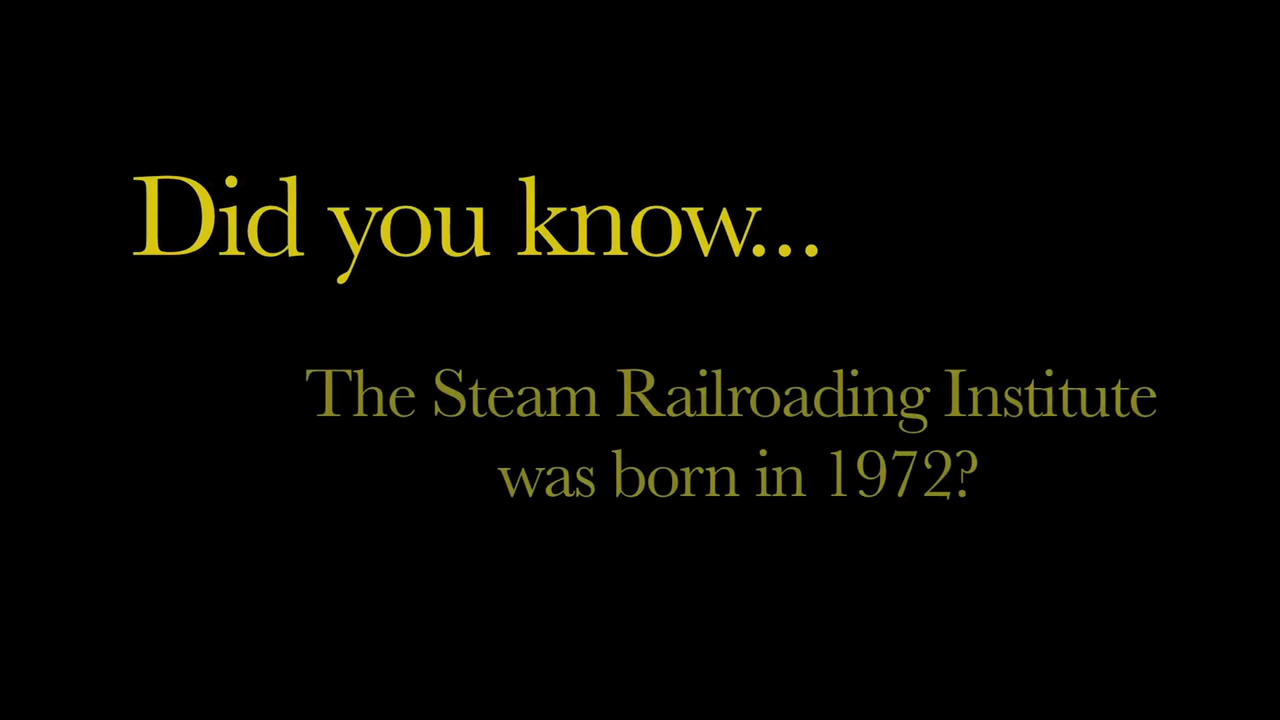 Did you know...
The Steam Railroading Institute
was born in 1972?